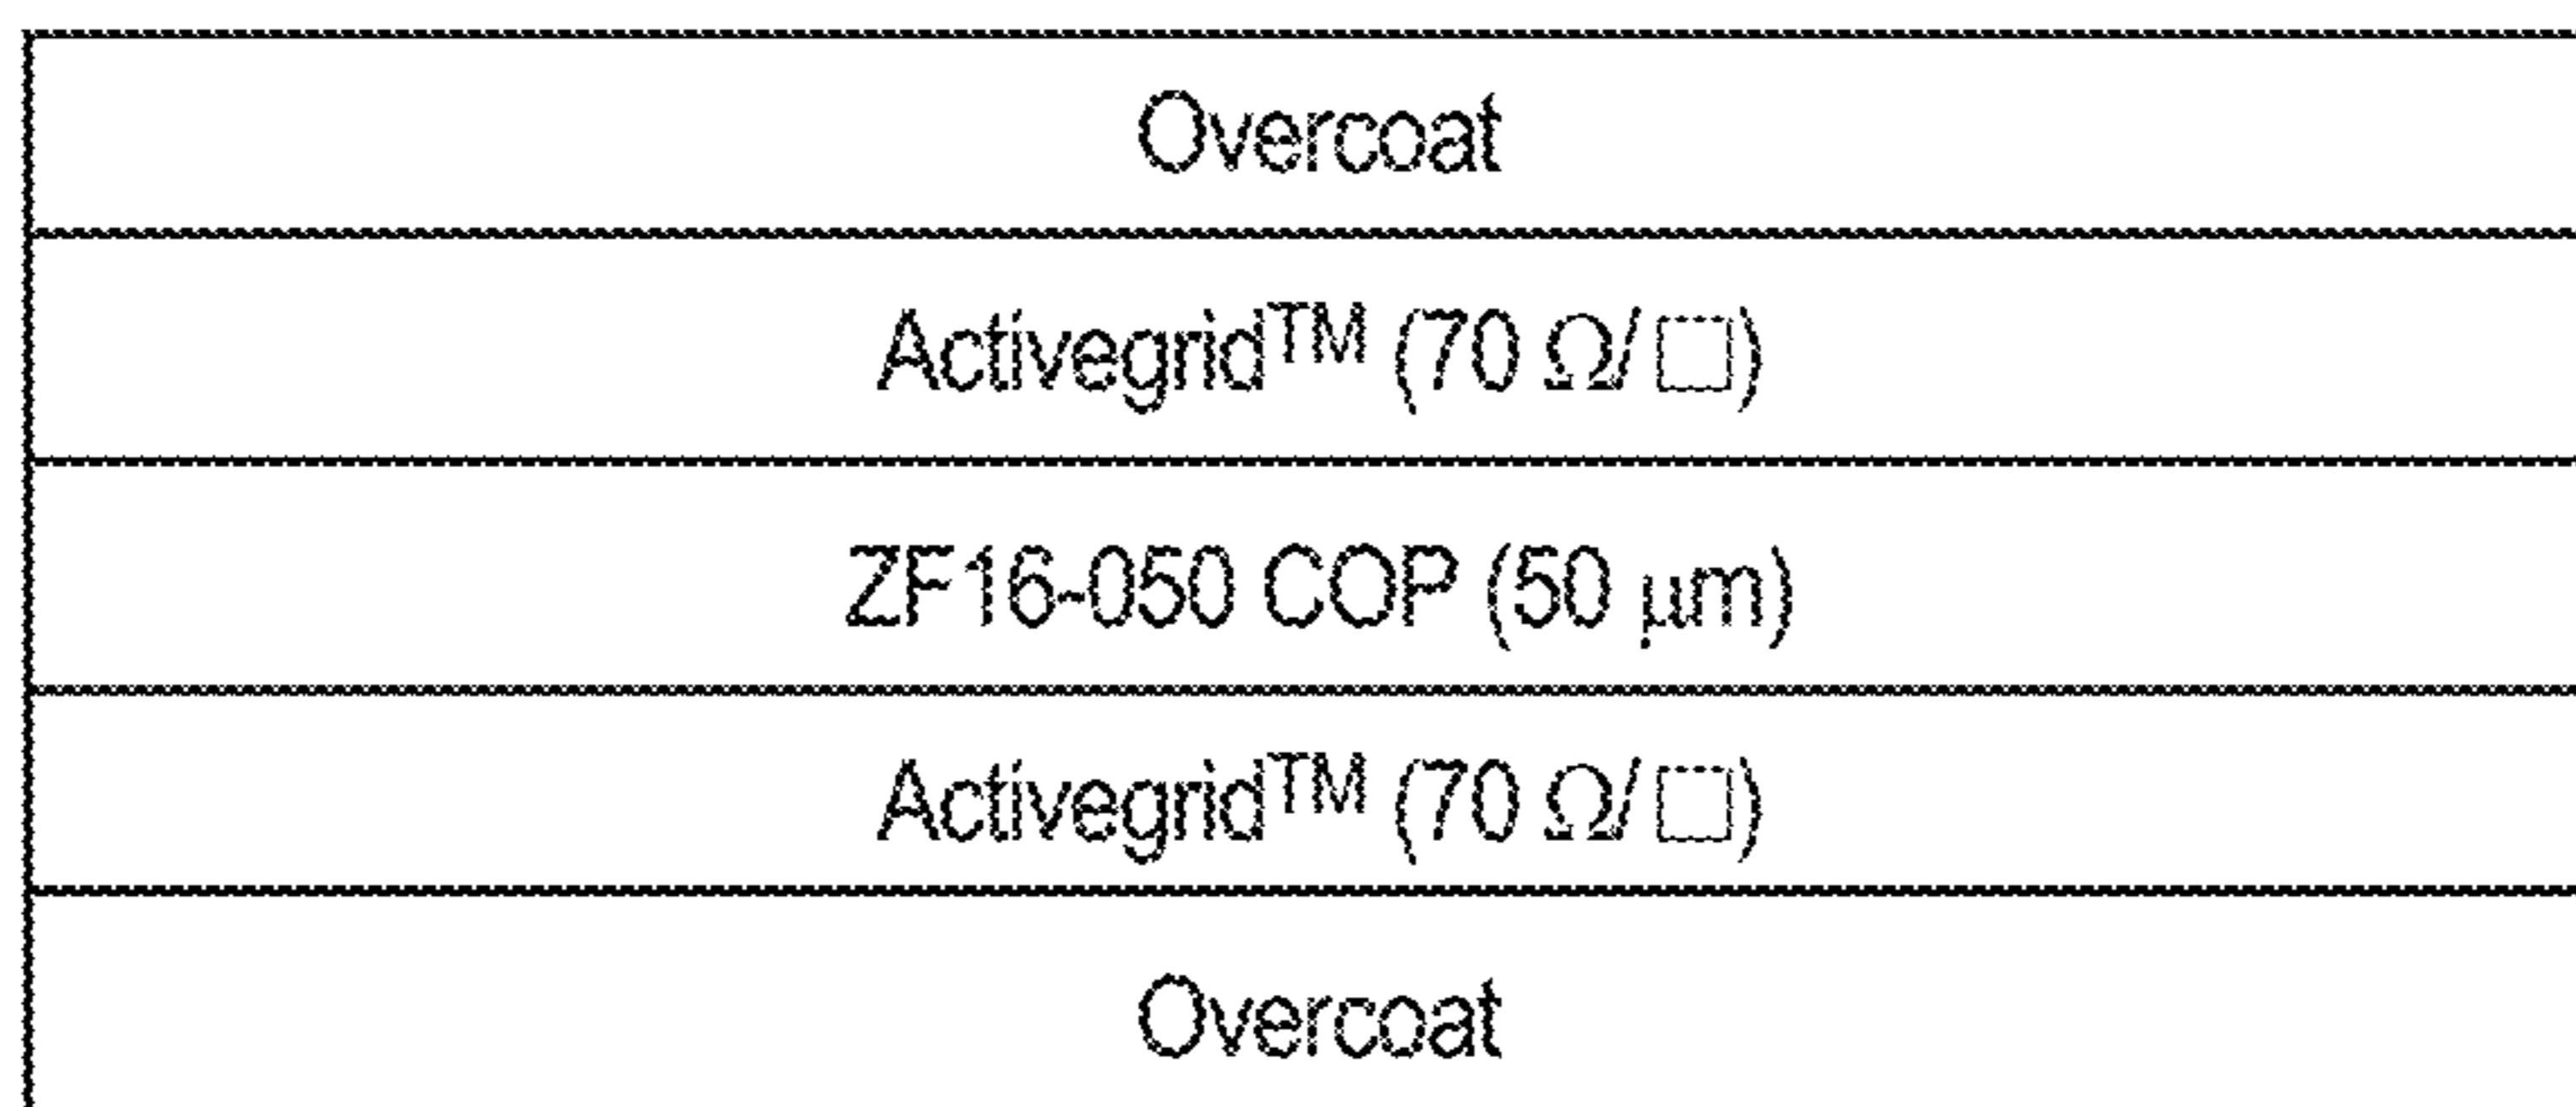 Overcoat
Activegrid™ (70 Ω/□)
ZF16-050 COP (50 μm)
Activegrid™ (70 Ω/□)
Overcoat